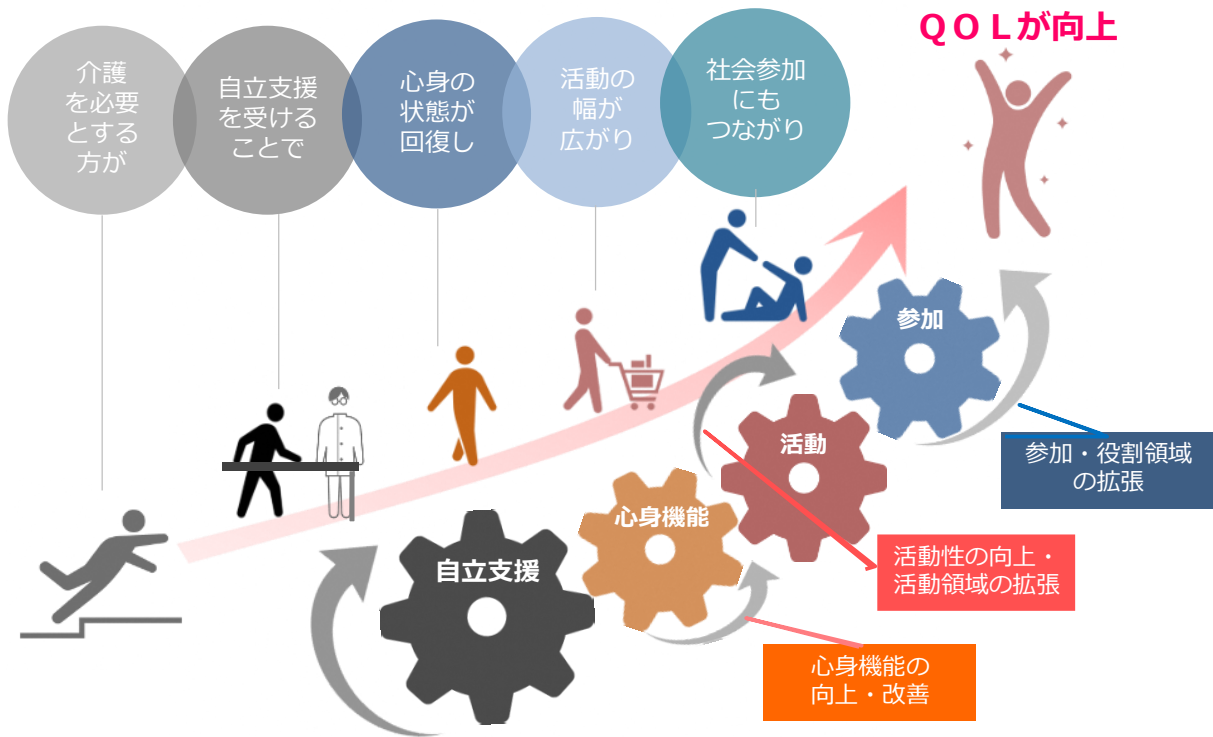 介護
を必要
とする
方が
自立支援
を受ける
ことで
心身の
状態が
回復し
活動の
幅が
広がり
社会参加
にも
つながり
ＱＯＬが向上
参加
活動
心身機能
自立支援
参加・役割領域
の拡張
活動性の向上・
活動領域の拡張
心身機能の
向上・改善